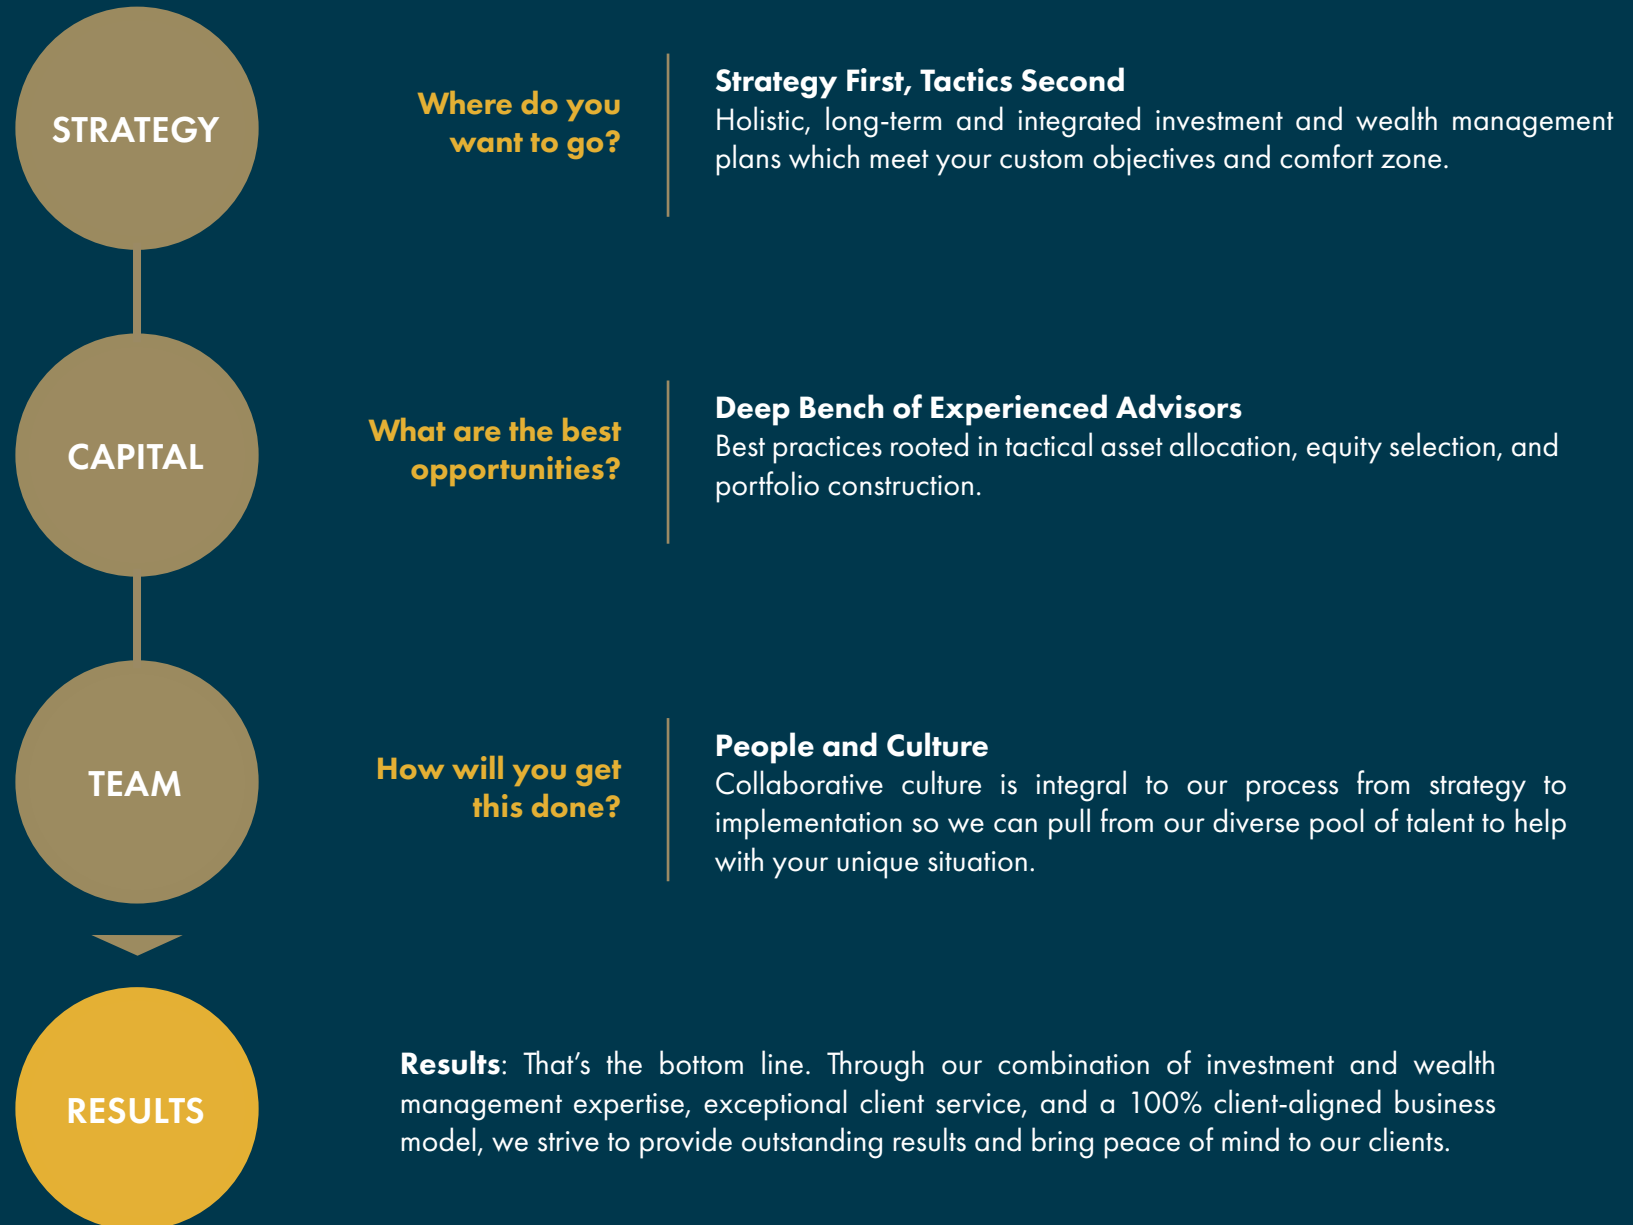 STRATEGY
Where do you
want to go?
Strategy First, Tactics Second
Holistic, long-term and integrated investment and wealth management
plans which meet your custom objectives and comfort zone.
CAPITAL
What are the best
opportunities?
Deep Bench of Experienced Advisors
Best practices rooted in tactical asset allocation, equity selection, and
portfolio construction.
TEAM
How will you get
this done?
People and Culture
Collaborative culture is integral to our process from strategy to
implementation so we can pull from our diverse pool of talent to help
with your unique situation.
RESULTS
Results: That’s the bottom line. Through our combination of investment and wealth
management expertise, exceptional client service, and a 100% client-aligned business
model, we strive to provide outstanding results and bring peace of mind to our clients.